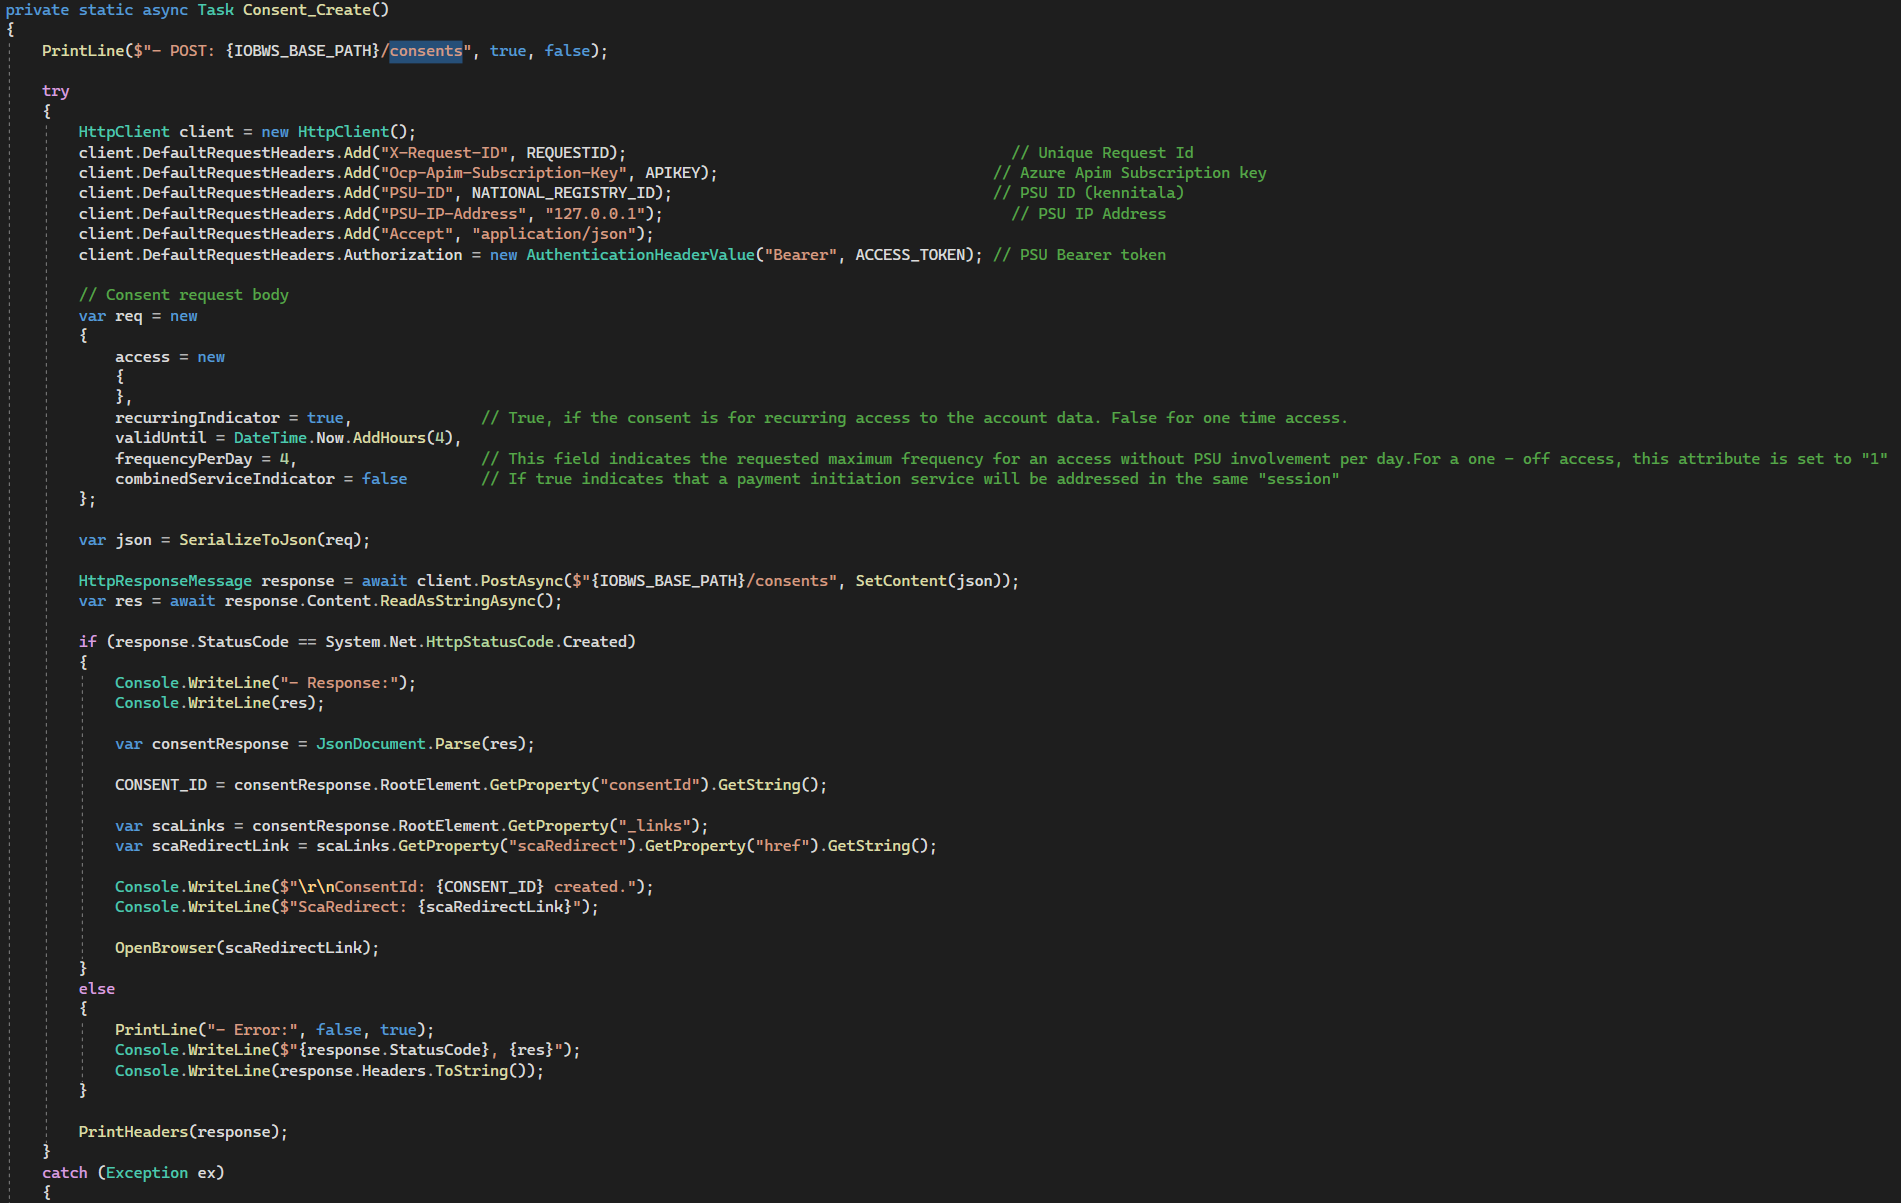 private static async Task Consent_Create()
{
PrintLine($"- POST: {IOBWS_BASE_PATH}/consents", true, false);
try
{
HttpClient client = new HttpClient();
client.DefaultRequestHeaders.Add("X-Request-ID", REQUESTID); // Unique Request Id
client.DefaultRequestHeaders.Add("Ocp-Apim-Subscription-Key", APIKEY); // Azure Apim Subscription key
client.DefaultRequestHeaders.Add("PSU-ID", NATIONAL_REGISTRY_ID); // PSU ID (kennitala)
client.DefaultRequestHeaders.Add("PSU-IP-Address", "127.0.0.1"); // PSU IP Address
client.DefaultRequestHeaders.Add("Accept", "application/json");
client.DefaultRequestHeaders.Authorization = new AuthenticationHeaderValue("Bearer", ACCESS_TOKEN); // PSU Bearer token
// Consent request body
var req = new
{
access = new
{
},
recurringIndicator = true, // True, if the consent is for recurring access to the account data. False for one time access.
validUntil = DateTime.Now.AddHours(4),
frequencyPerDay = 4, // This field indicates the requested maximum frequency for an access without PSU involvement per day.For a one - off access, this attribute is set to "1"
combinedServiceIndicator = false // If true indicates that a payment initiation service will be addressed in the same "session"
};
var json = SerializeToJson(req);
HttpResponseMessage response = await client.PostAsync($"{IOBWS_BASE_PATH}/consents", SetContent(json));
var res = await response.Content.ReadAsStringAsync();
if (response.StatusCode == System.Net.HttpStatusCode.Created)
{
Console.WriteLine("- Response:");
Console.WriteLine(res);
var consentResponse = JsonDocument.Parse(res);
CONSENT_ID = consentResponse.RootElement.GetProperty("consentId").GetString();
var scaLinks = consentResponse.RootElement.GetProperty("_links");
var scaRedirectLink = scaLinks.GetProperty("scaRedirect").GetProperty("href").GetString();
Console.WriteLine($"\r\nConsentId: {CONSENT_ID} created.");
Console.WriteLine($"ScaRedirect: {scaRedirectLink}");
OpenBrowser(scaRedirectLink);
}
else
{
PrintLine("- Error:", false, true);
Console.WriteLine($"{response.StatusCode}, {res}");
Console.WriteLine(response.Headers.ToString());
}
PrintHeaders(response);
}
catch (Exception ex)
{